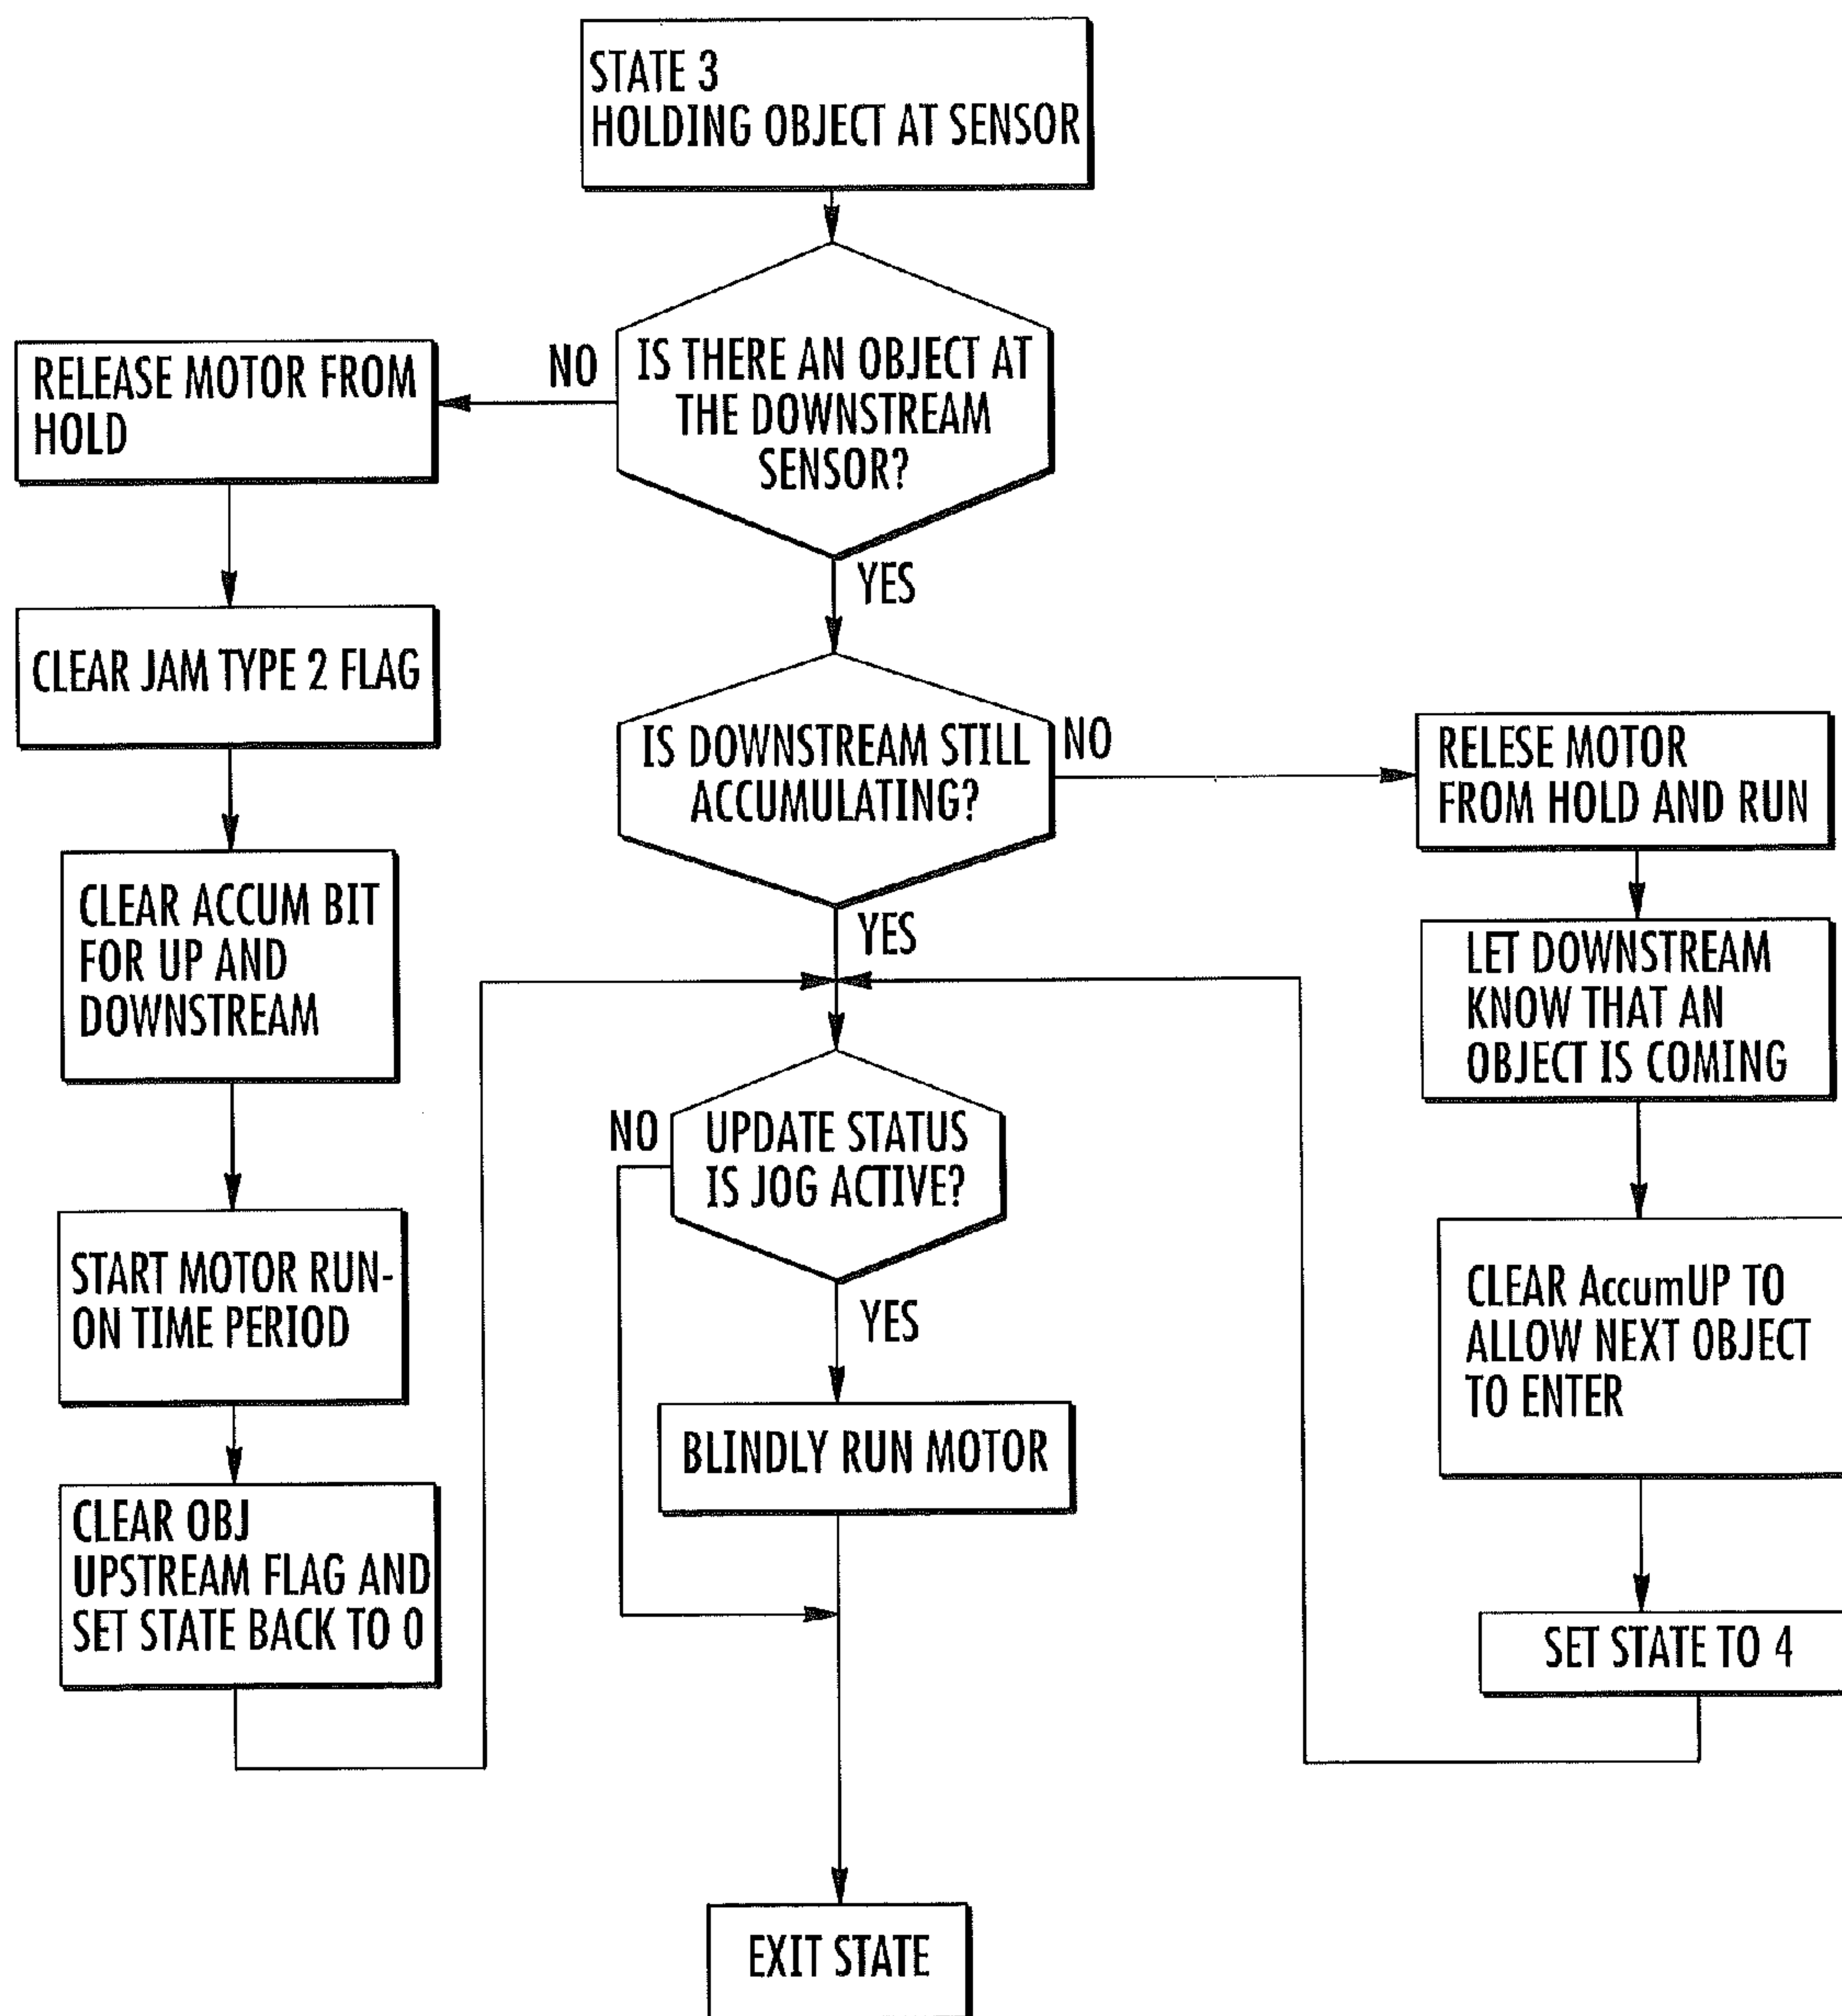 STATE 3
HOLDING OBJECT AT SENSOR
IS THERE AN OBJECT AT
THE DOWNSTREAM
SENSOR?
NO
RELEASE MOTOR FROM
HOLD
CLEAR JAM TYPE 2 FLAG
CLEAR ACCUM BIT
FOR UP AND
DOWNSTREAM
START MOTOR RUN-
ON TIME PERIOD
CLEAR OBJ
UPSTREAM FLAG AND
SET STATE BACK TO 0
YES
IS DOWNSTREAM STILL
ACCUMULATING?
NO
RELESE MOTOR
FROM HOLD AND RUN
LET DOWNSTREAM
KNOW THAT AN
OBJECT IS COMING
CLEAR AccumUP TO
ALLOW NEXT OBJECT
TO ENTER
SET STATE TO 4
YES
UPDATE STATUS
IS JOG ACTIVE?
NO
YES
BLINDLY RUN MOTOR
EXIT STATE